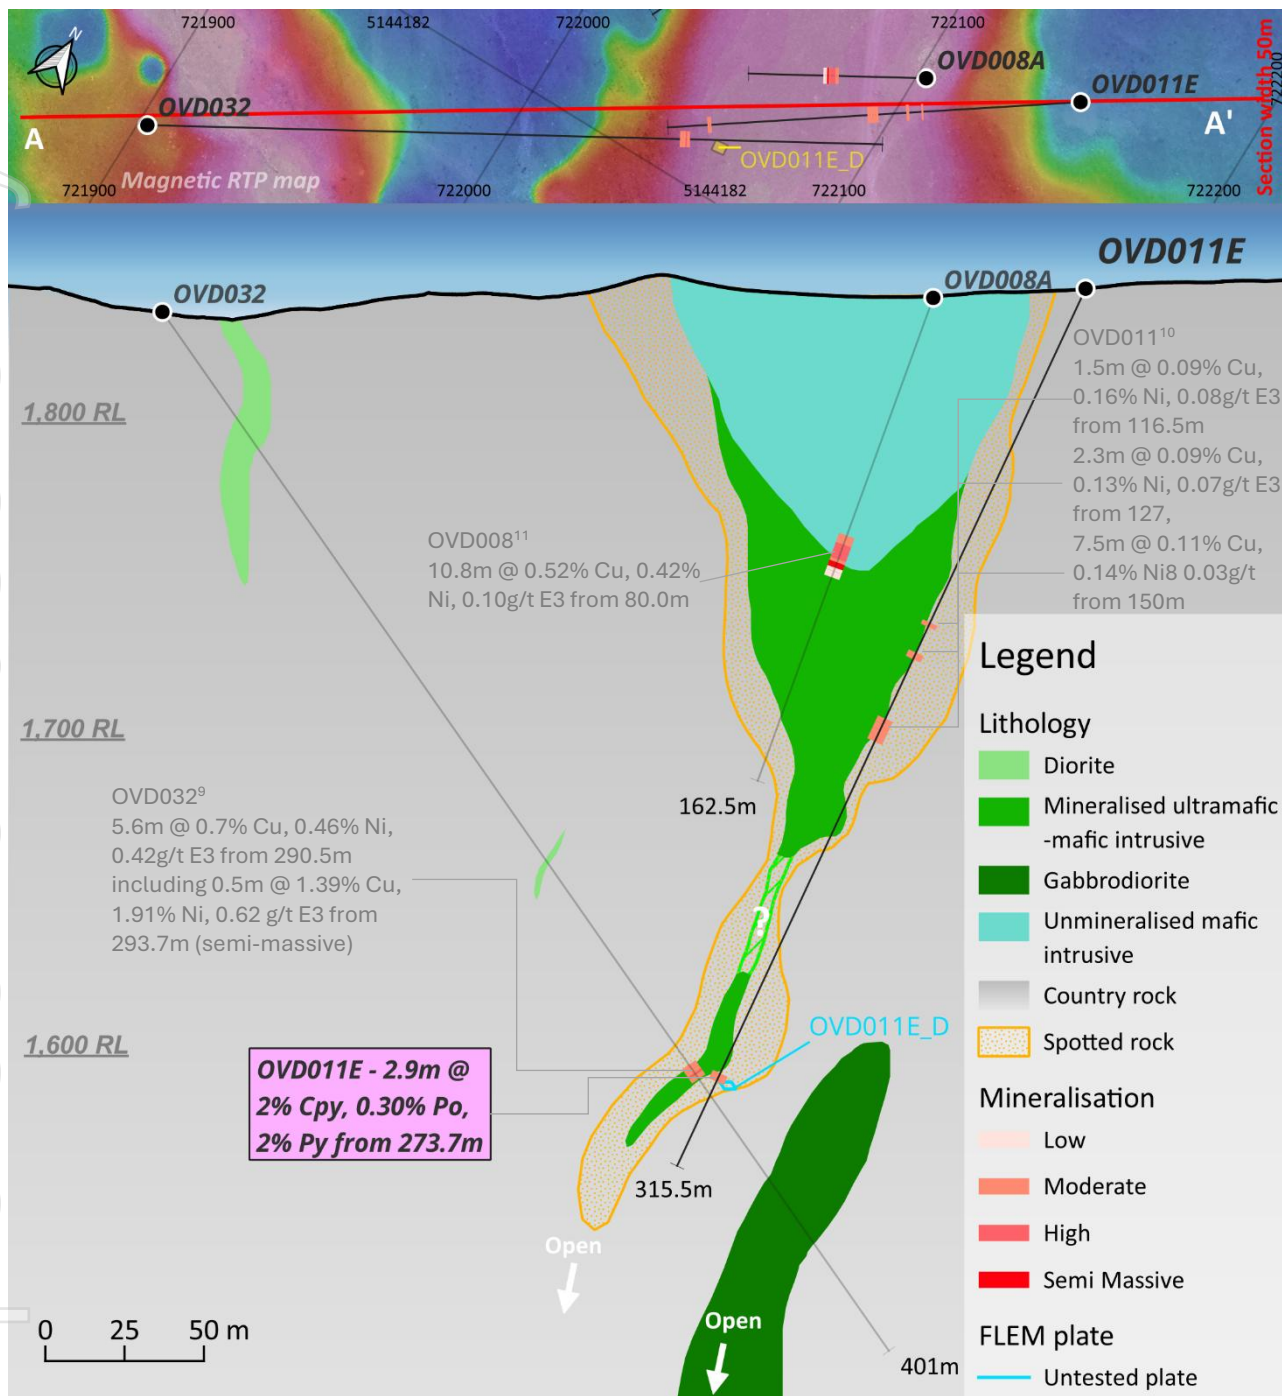 721900
5144182
722000
722100
N
OVD008A
OVD011E
OVD032
A
A'
OVD011E_D
Magnetic RTP map
721900
722000
5144182
722100
722200
722200
Section width 50m
OVD011E
OVD032
OVD008A
1,800 RL
OVD011¹⁰
1.5m @ 0.09% Cu,
0.16% Ni, 0.08g/t E3
from 116.5m
2.3m @ 0.09% Cu,
0.13% Ni, 0.07g/t E3
from 127,
7.5m @ 0.11% Cu,
0.14% Ni8 0.03g/t
from 150m
OVD008¹¹
10.8m @ 0.52% Cu, 0.42%
Ni, 0.10g/t E3 from 80.0m
1,700 RL
162.5m
OVD032⁹
5.6m @ 0.7% Cu, 0.46% Ni,
0.42g/t E3 from 290.5m
including 0.5m @ 1.39% Cu,
1.91% Ni, 0.62 g/t E3 from
293.7m (semi-massive)
?
1,600 RL
OVD011E_D
OVD011E - 2.9m @
2% Cpy, 0.30% Po,
2% Py from 273.7m
315.5m
Open
Open
401m
0 25 50 m
Legend
Lithology
Diorite
Mineralised ultramafic
-mafic intrusive
Gabbrodiorite
Unmineralised mafic
intrusive
Country rock
Spotted rock
Mineralisation
Low
Moderate
High
Semi Massive
FLEM plate
Untested plate